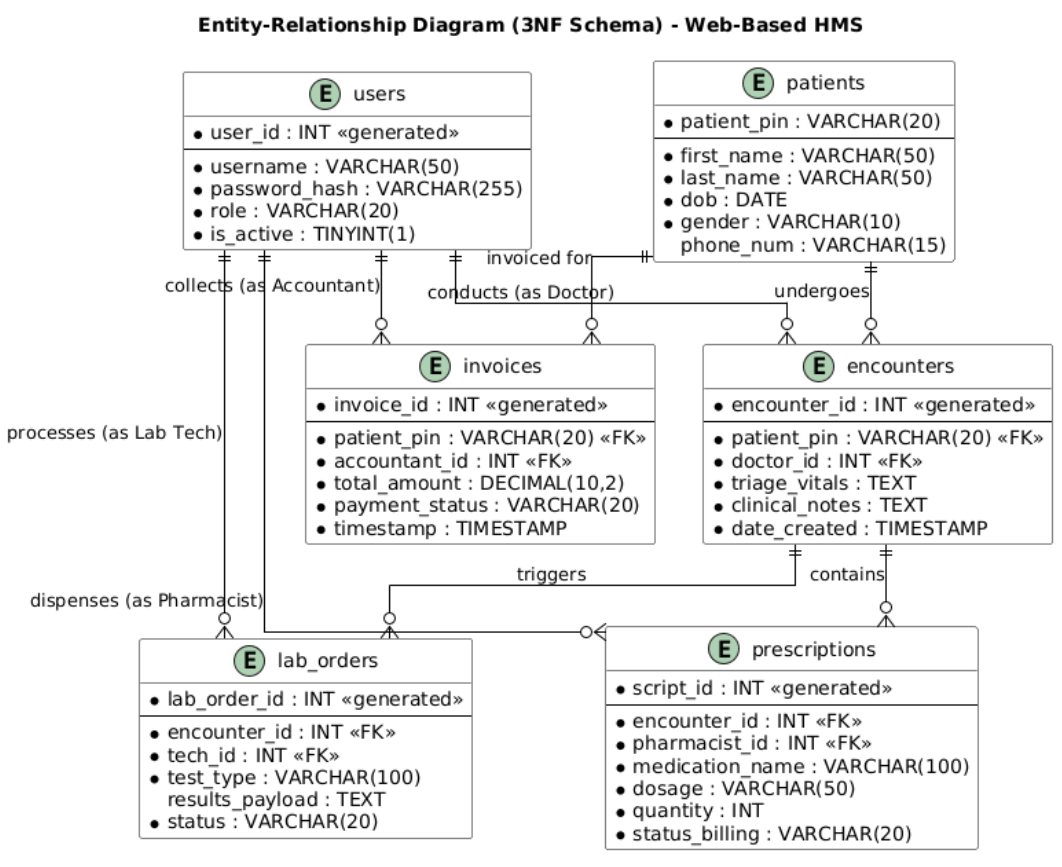 Entity-Relationship Diagram (3NF Schema) - Web-Based HMS
E users
• user_id : INT «generated»
• username : VARCHAR(50)
• password_hash : VARCHAR(255)
• role : VARCHAR(20)
• is_active : TINYINT(1)
E patients
• patient_pin : VARCHAR(20)
• first_name : VARCHAR(50)
• last_name : VARCHAR(50)
• dob : DATE
• gender : VARCHAR(10)
phone_num : VARCHAR(15)
invoiced for
collects (as Accountant)
conducts (as Doctor)
undergoes
E invoices
• invoice_id : INT «generated»
• patient_pin : VARCHAR(20) «FK»
• accountant_id : INT «FK»
• total_amount : DECIMAL(10,2)
• payment_status : VARCHAR(20)
• timestamp : TIMESTAMP
E encounters
• encounter_id : INT «generated»
• patient_pin : VARCHAR(20) «FK»
• doctor_id : INT «FK»
• triage_vitals : TEXT
• clinical_notes : TEXT
• date_created : TIMESTAMP
processes (as Lab Tech)
triggers
contains
dispenses (as Pharmacist)
E lab_orders
• lab_order_id : INT «generated»
• encounter_id : INT «FK»
• tech_id : INT «FK»
• test_type : VARCHAR(100)
results_payload : TEXT
• status : VARCHAR(20)
E prescriptions
• script_id : INT «generated»
• encounter_id : INT «FK»
• pharmacist_id : INT «FK»
• medication_name : VARCHAR(100)
• dosage : VARCHAR(50)
• quantity : INT
• status_billing : VARCHAR(20)